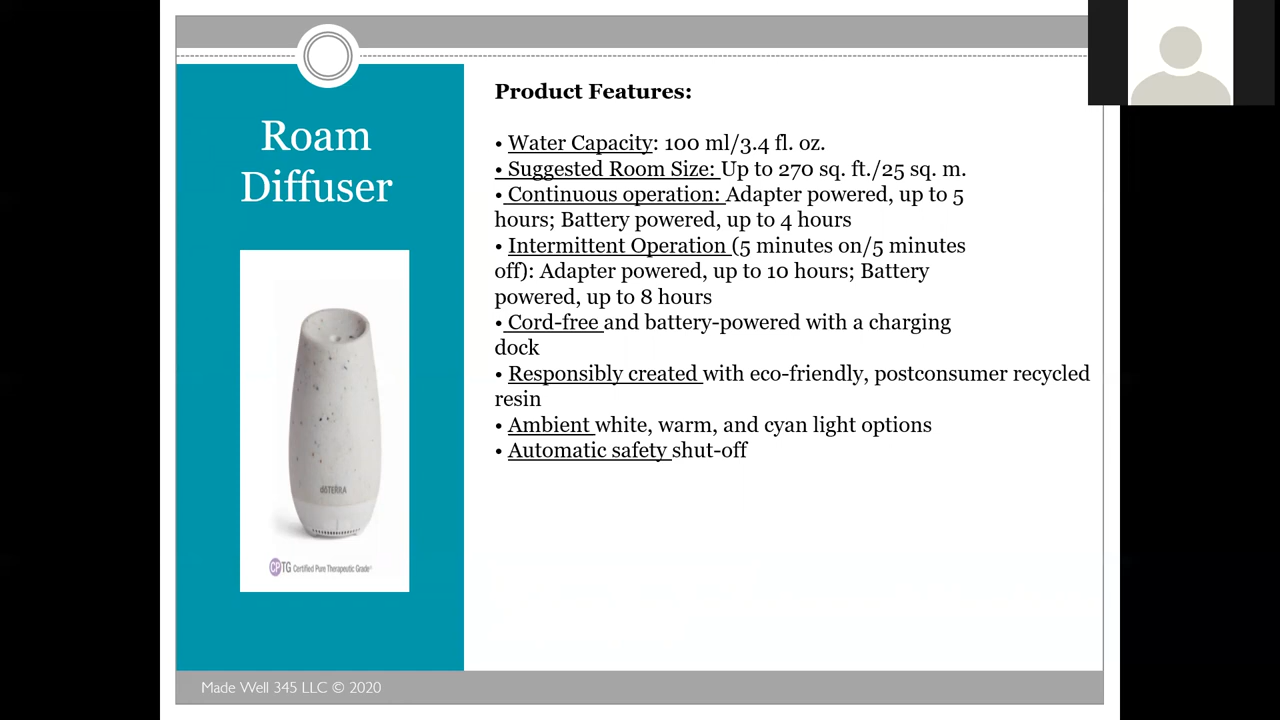 Roam
Diffuser
dōTERRA
CPTG Certified Pure Therapeutic Grade®
Product Features:
• Water Capacity: 100 ml/3.4 fl. oz.
• Suggested Room Size: Up to 270 sq. ft./25 sq. m.
• Continuous operation: Adapter powered, up to 5
hours; Battery powered, up to 4 hours
• Intermittent Operation (5 minutes on/5 minutes
off): Adapter powered, up to 10 hours; Battery
powered, up to 8 hours
• Cord-free and battery-powered with a charging
dock
• Responsibly created with eco-friendly, postconsumer recycled
resin
• Ambient white, warm, and cyan light options
• Automatic safety shut-off
Made Well 345 LLC © 2020